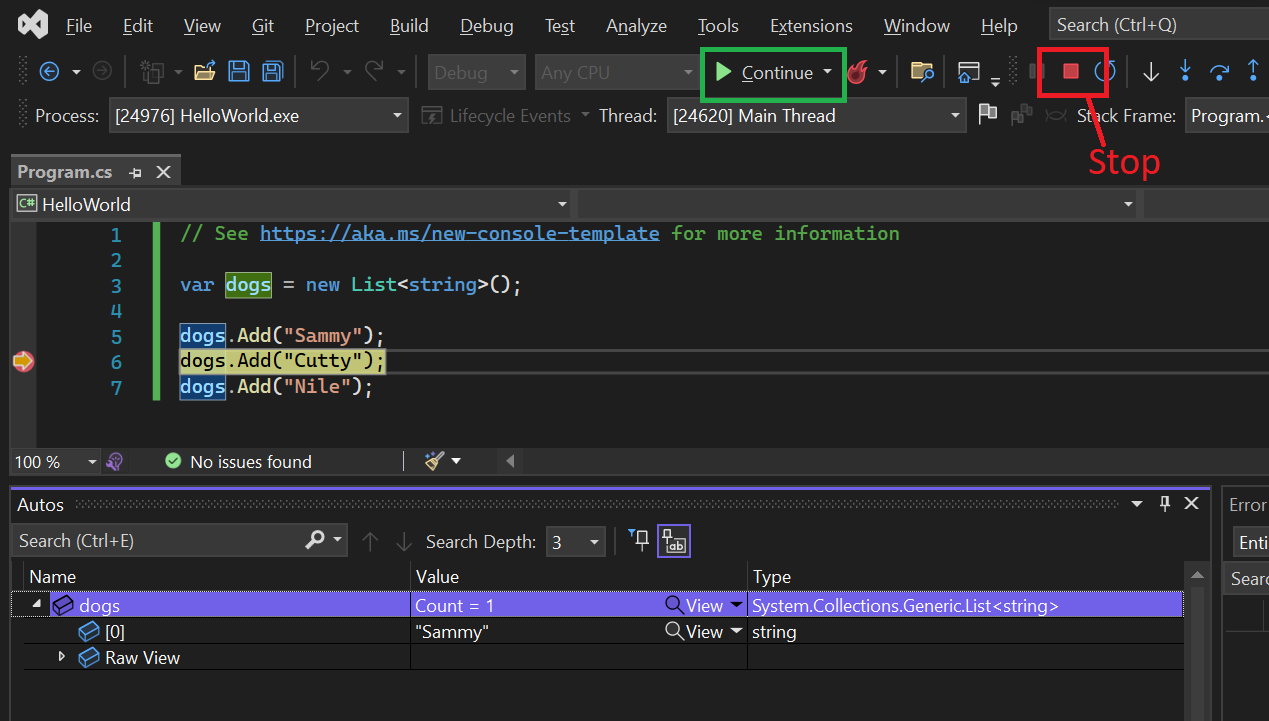 File Edit View Git Project Build Debug Test Analyze Tools Extensions Window Help Search (Ctrl+Q)
Debug Any CPU Continue
Process: [24976] HelloWorld.exe Lifecycle Events Thread: [24620] Main Thread Stack Frame: Program.
Stop
Program.cs
C# HelloWorld
1 // See https://aka.ms/new-console-template for more information
2
3 var dogs = new List<string>();
4
5 dogs.Add("Sammy");
6 dogs.Add("Cutty");
7 dogs.Add("Nile");
100 % No issues found
Autos Error
Search (Ctrl+E) Search Depth: 3 ab Enti
Name Value Type Searc
dogs Count = 1 View System.Collections.Generic.List<string>
[0] "Sammy" View string
Raw View